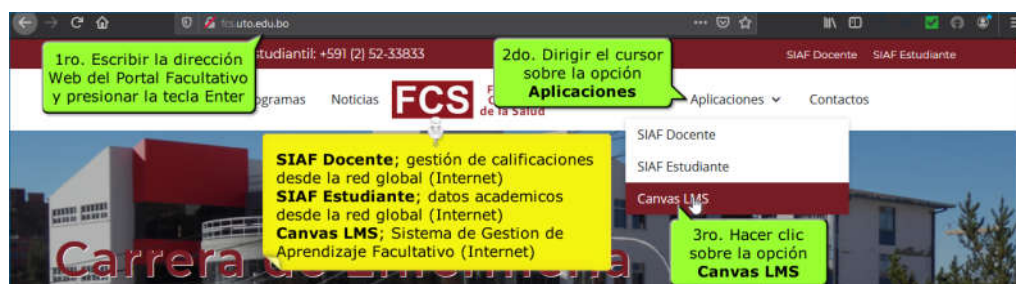 fcs.uto.edu.bo
1ro. Escribir la dirección
Web del Portal Facultativo
y presionar la tecla Enter
studiantil: +591 (2) 52-33833
2do. Dirigir el cursor
sobre la opción
Aplicaciones
SIAF Docente SIAF Estudiante
ogramas Noticias
FCS
de la Salud
Aplicaciones Contactos
SIAF Docente
SIAF Estudiante
Canvas LMS
SIAF Docente; gestión de calificaciones
desde la red global (Internet)
SIAF Estudiante; datos academicos
desde la red global (Internet)
Canvas LMS; Sistema de Gestion de
Aprendizaje Facultativo (Internet)
3ro. Hacer clic
sobre la opción
Canvas LMS
Carrera de Enfermería